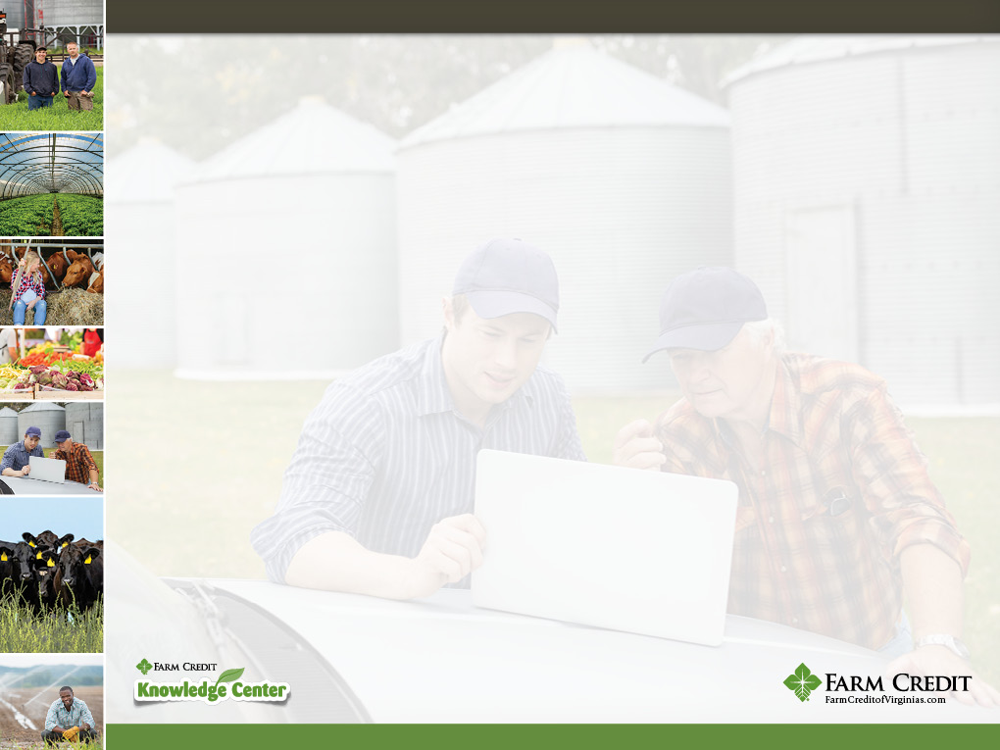 FARM CREDIT
Knowledge Center
FARM CREDIT
FarmCreditofVirginias.com